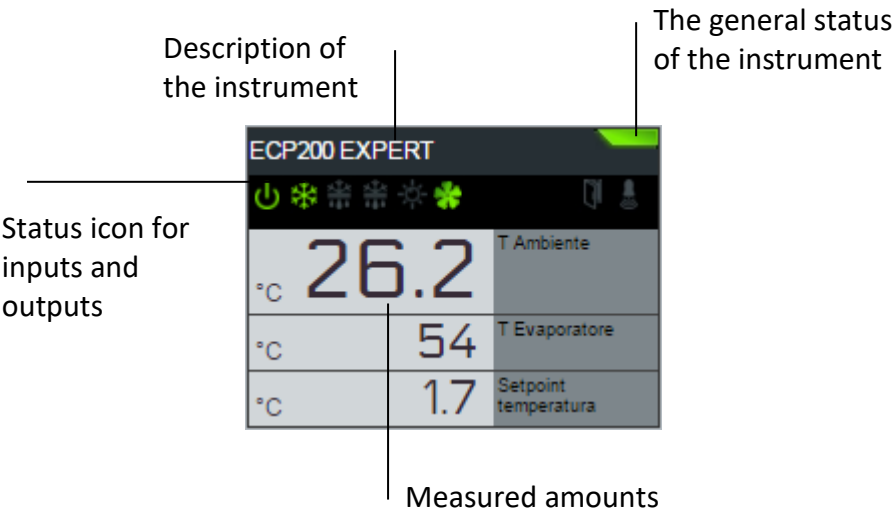 The general status
of the instrument
Description of
the instrument
ECP200 EXPERT
Status icon for
inputs and
outputs
°C 26.2 T Ambiente
°C 54 T Evaporatore
°C 1.7 Setpoint
temperatura
Measured amounts